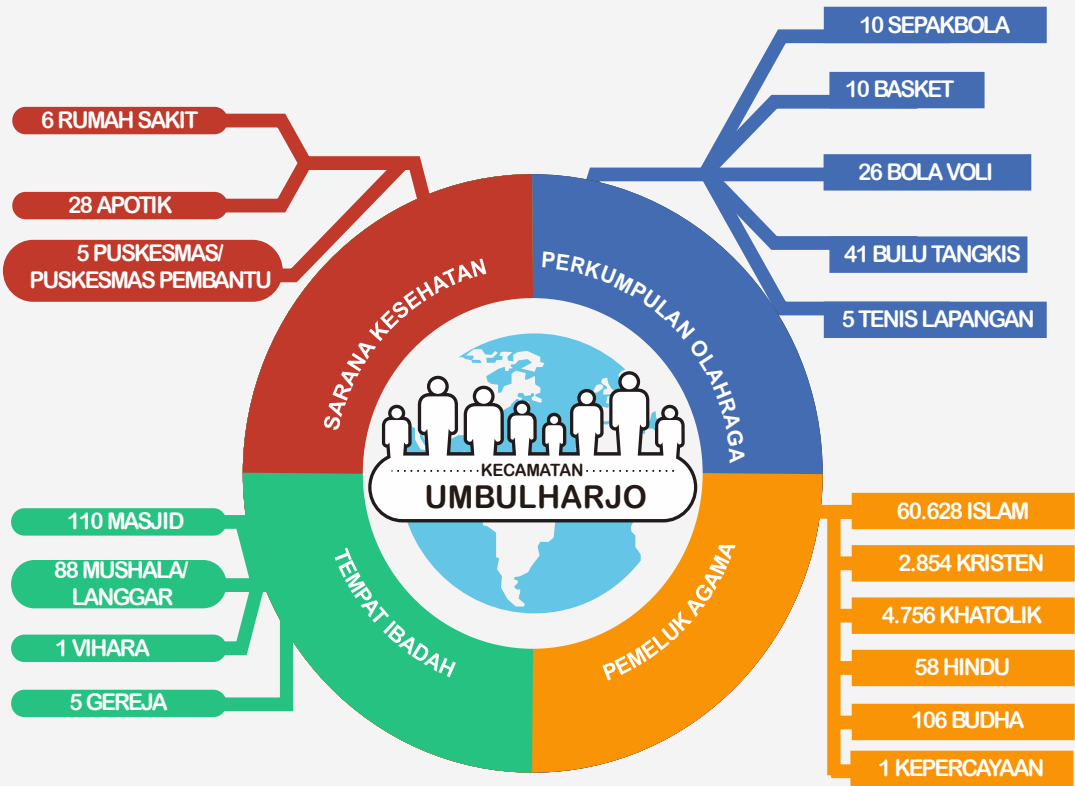 6 RUMAH SAKIT
28 APOTIK
5 PUSKESMAS/
PUSKESMAS PEMBANTU
SARANA KESEHATAN
10 SEPAKBOLA
10 BASKET
26 BOLA VOLI
41 BULU TANGKIS
5 TENIS LAPANGAN
PERKUMPULAN OLAHRAGA
KECAMATAN
UMBULHARJO
110 MASJID
88 MUSHALA/
LANGGAR
1 VIHARA
5 GEREJA
TEMPAT IBADAH
PEMELUK AGAMA
60.628 ISLAM
2.854 KRISTEN
4.756 KHATOLIK
58 HINDU
106 BUDHA
1 KEPERCAYAAN